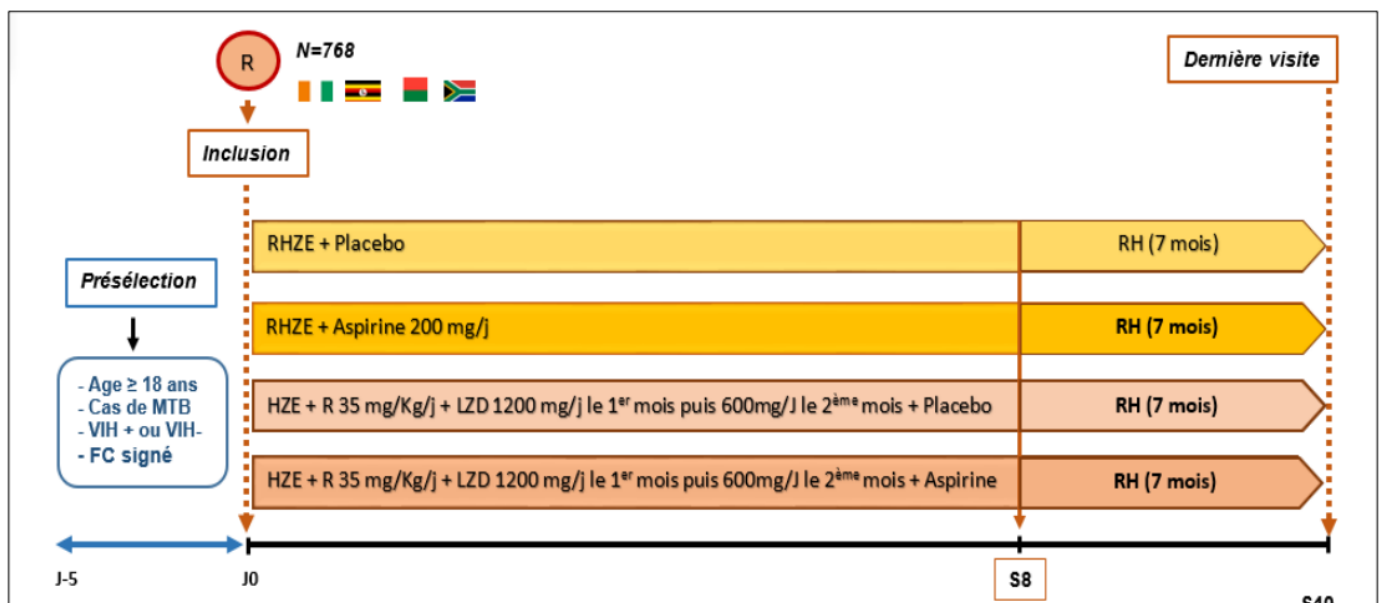 R
N=768
Dernière visite
Inclusion
RHZE + Placebo
RH (7 mois)
Présélection
RHZE + Aspirine 200 mg/j
RH (7 mois)
- Age ≥ 18 ans
- Cas de MTB
- VIH + ou VIH-
- FC signé
HZE + R 35 mg/Kg/j + LZD 1200 mg/j le 1er mois puis 600mg/J le 2ème mois + Placebo
RH (7 mois)
HZE + R 35 mg/Kg/j + LZD 1200 mg/j le 1er mois puis 600mg/J le 2ème mois + Aspirine
RH (7 mois)
J-5
J0
S8